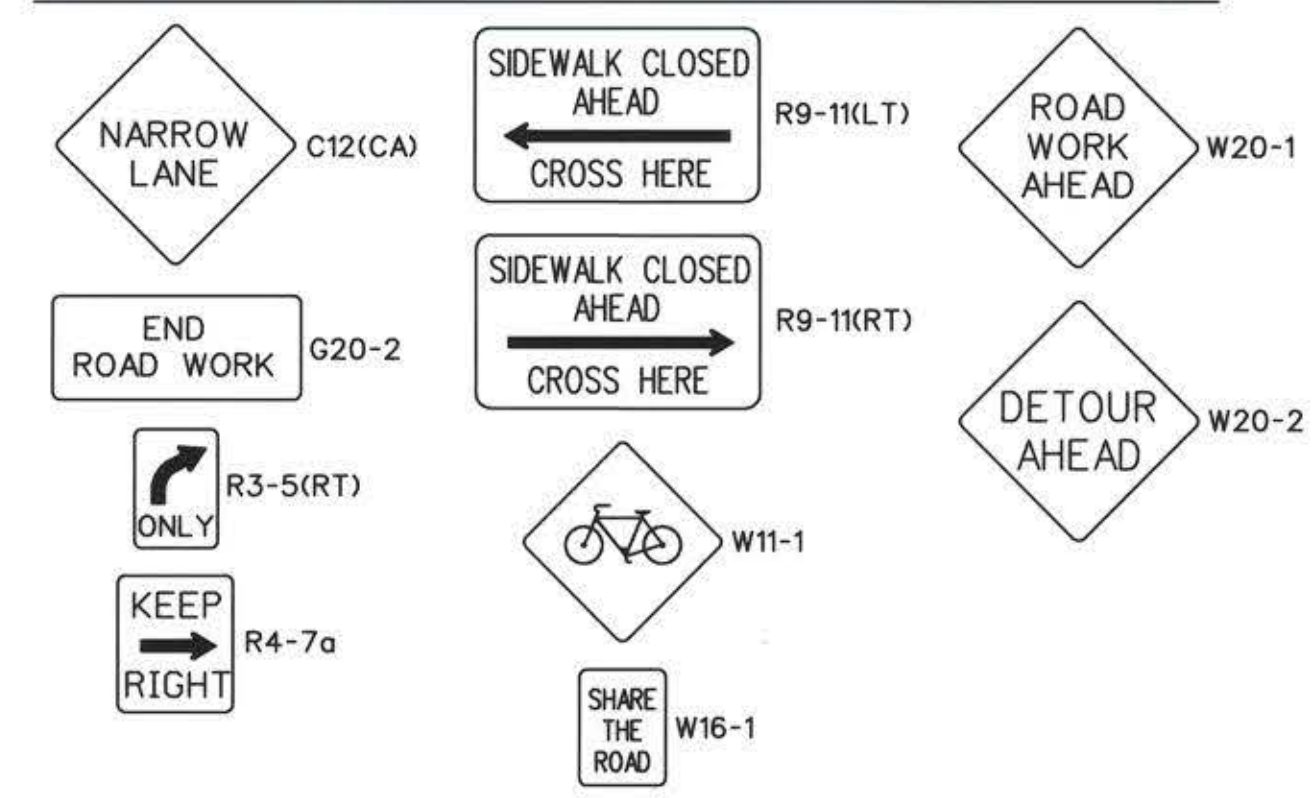 NARROW
LANE
C12(CA)
END
ROAD WORK
G20-2
ONLY
R3-5(RT)
KEEP
RIGHT
R4-7a
SIDEWALK CLOSED
AHEAD
CROSS HERE
R9-11(LT)
SIDEWALK CLOSED
AHEAD
CROSS HERE
R9-11(RT)
W11-1
SHARE
THE
ROAD
W16-1
ROAD
WORK
AHEAD
W20-1
DETOUR
AHEAD
W20-2